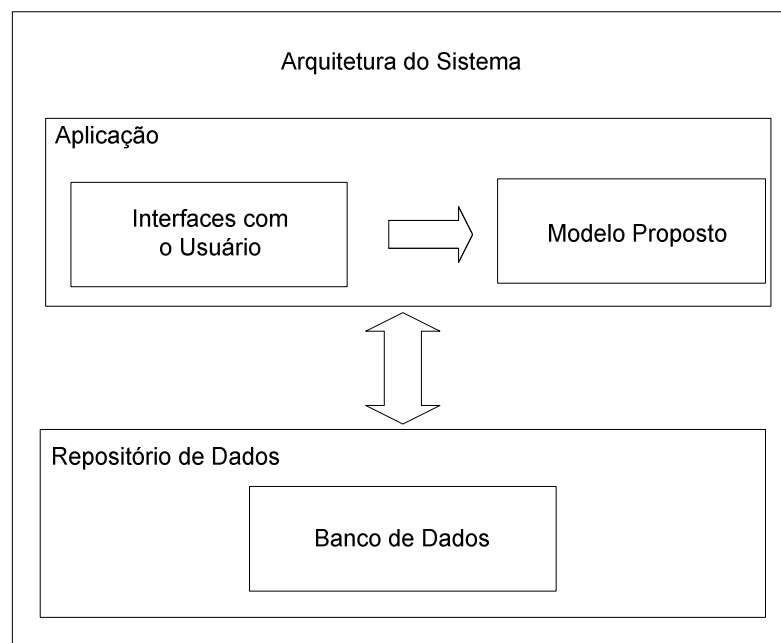 Arquitetura do Sistema
Aplicação
Interfaces com
o Usuário
Modelo Proposto
Repositório de Dados
Banco de Dados